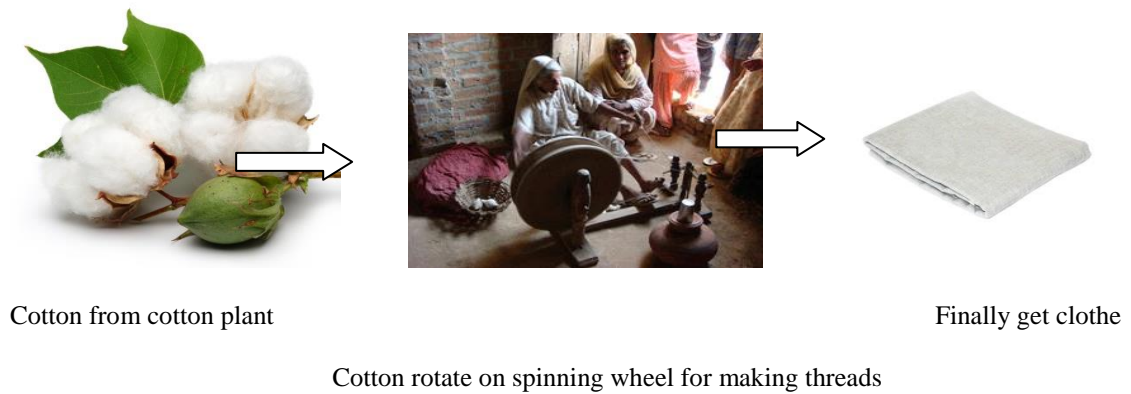 Cotton from cotton plant
Finally get clothe
Cotton rotate on spinning wheel for making threads